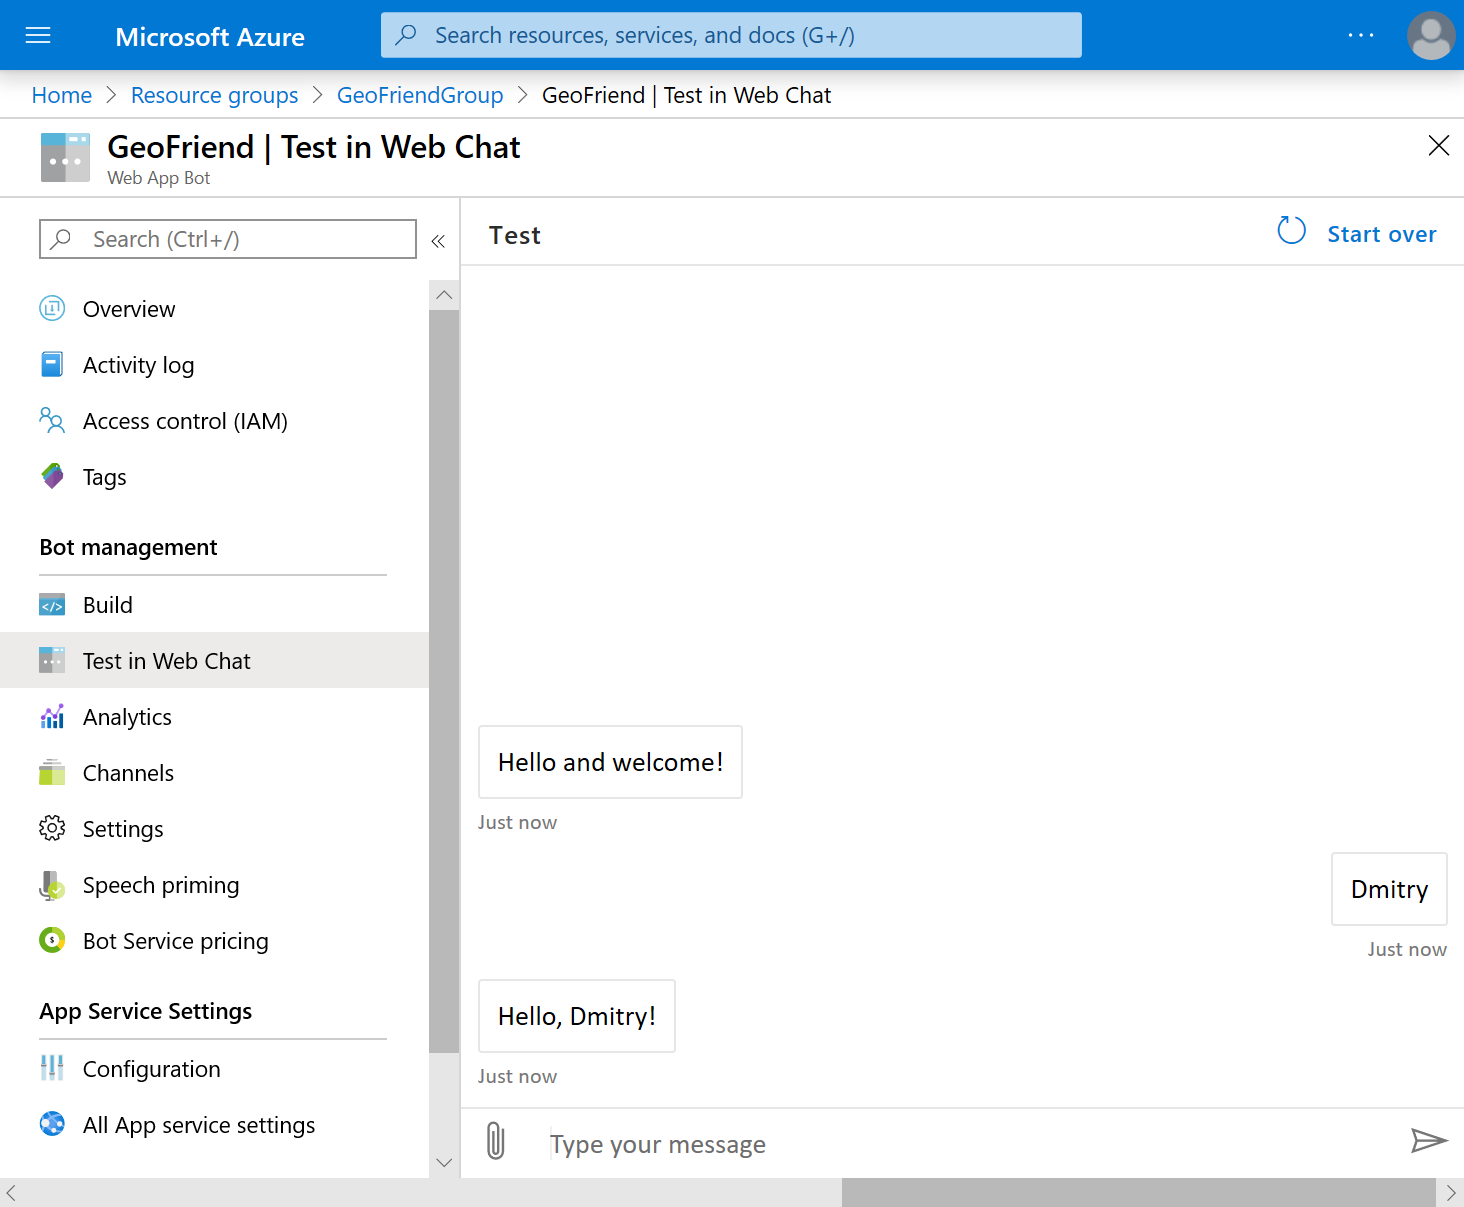 Microsoft Azure
Search resources, services, and docs (G+/)
...
Home > Resource groups > GeoFriendGroup > GeoFriend | Test in Web Chat
GeoFriend | Test in Web Chat
Web App Bot
Search (Ctrl+/)
«
Overview
Activity log
Access control (IAM)
Tags
Bot management
Build
Test in Web Chat
Analytics
Channels
Settings
Speech priming
Bot Service pricing
App Service Settings
Configuration
All App service settings
Test
Start over
Hello and welcome!
Just now
Dmitry
Just now
Hello, Dmitry!
Just now
Type your message